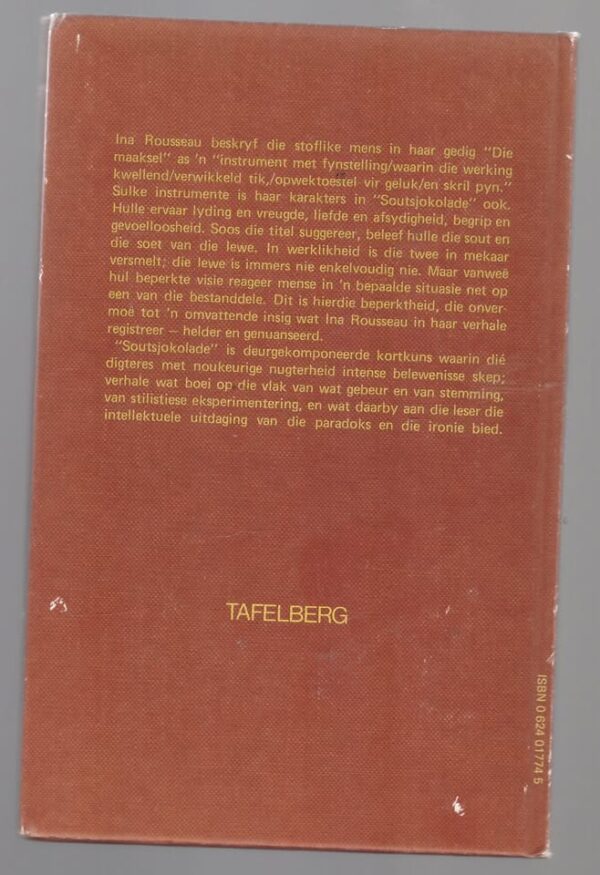 Ina Rousseau beskryf die stoflike mens in haar gedig "Die
maaksel" as 'n "instrument met fynstelling/waarin die werking
kwellend/verwikkeld tik,/opwektoestel vir geluk/en skril pyn."
Sulke instrumente is haar karakters in "Soutsjokolade" ook.
Hulle ervaar lyding en vreugde, liefde en afsydigheid, begrip en
gevoelloosheid. Soos die titel suggereer, beleef hulle die sout en
die soet van die lewe. In werklikheid is die twee in mekaar
versmelt; die lewe is immers nie enkelvoudig nie. Maar vanweë
hul beperkte visie reageer mense in 'n bepaalde situasie net op
een van die bestanddele. Dit is hierdie beperktheid, die onver-
moë tot 'n omvattende insig wat Ina Rousseau in haar verhale
registreer — helder en genuanseerd.
"Soutsjokolade" is deurgekomponeerde kortkuns waarin dié
digteres met noukeurige nugterheid intense belewenisse skep;
verhale wat boei op die vlak van wat gebeur en van stemming,
van stilistiese eksperimentering, en wat daarby aan die leser die
intellektuele uitdaging van die paradoks en die ironie bied.
TAFELBERG
ISBN 0 624 01774 5